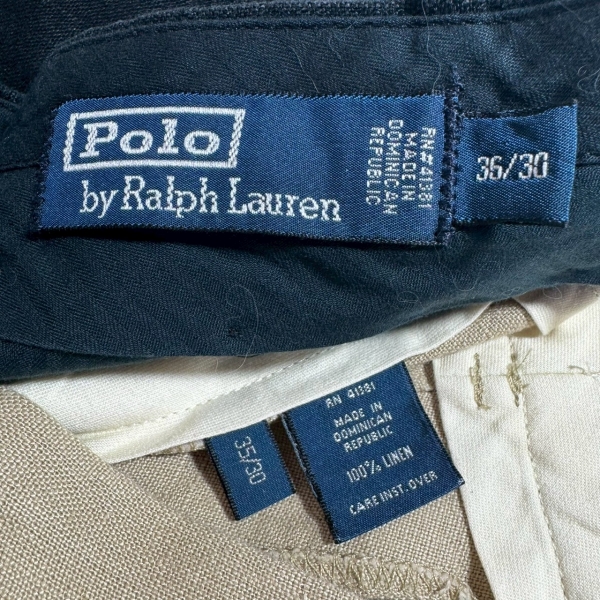 Polo
by Ralph Lauren
RN#41381
MADE IN
DOMINICAN
REPUBLIC
36/30
35/30
RN 41381
MADE IN
DOMINICAN
REPUBLIC
100% LINEN
CARE INST. OVER